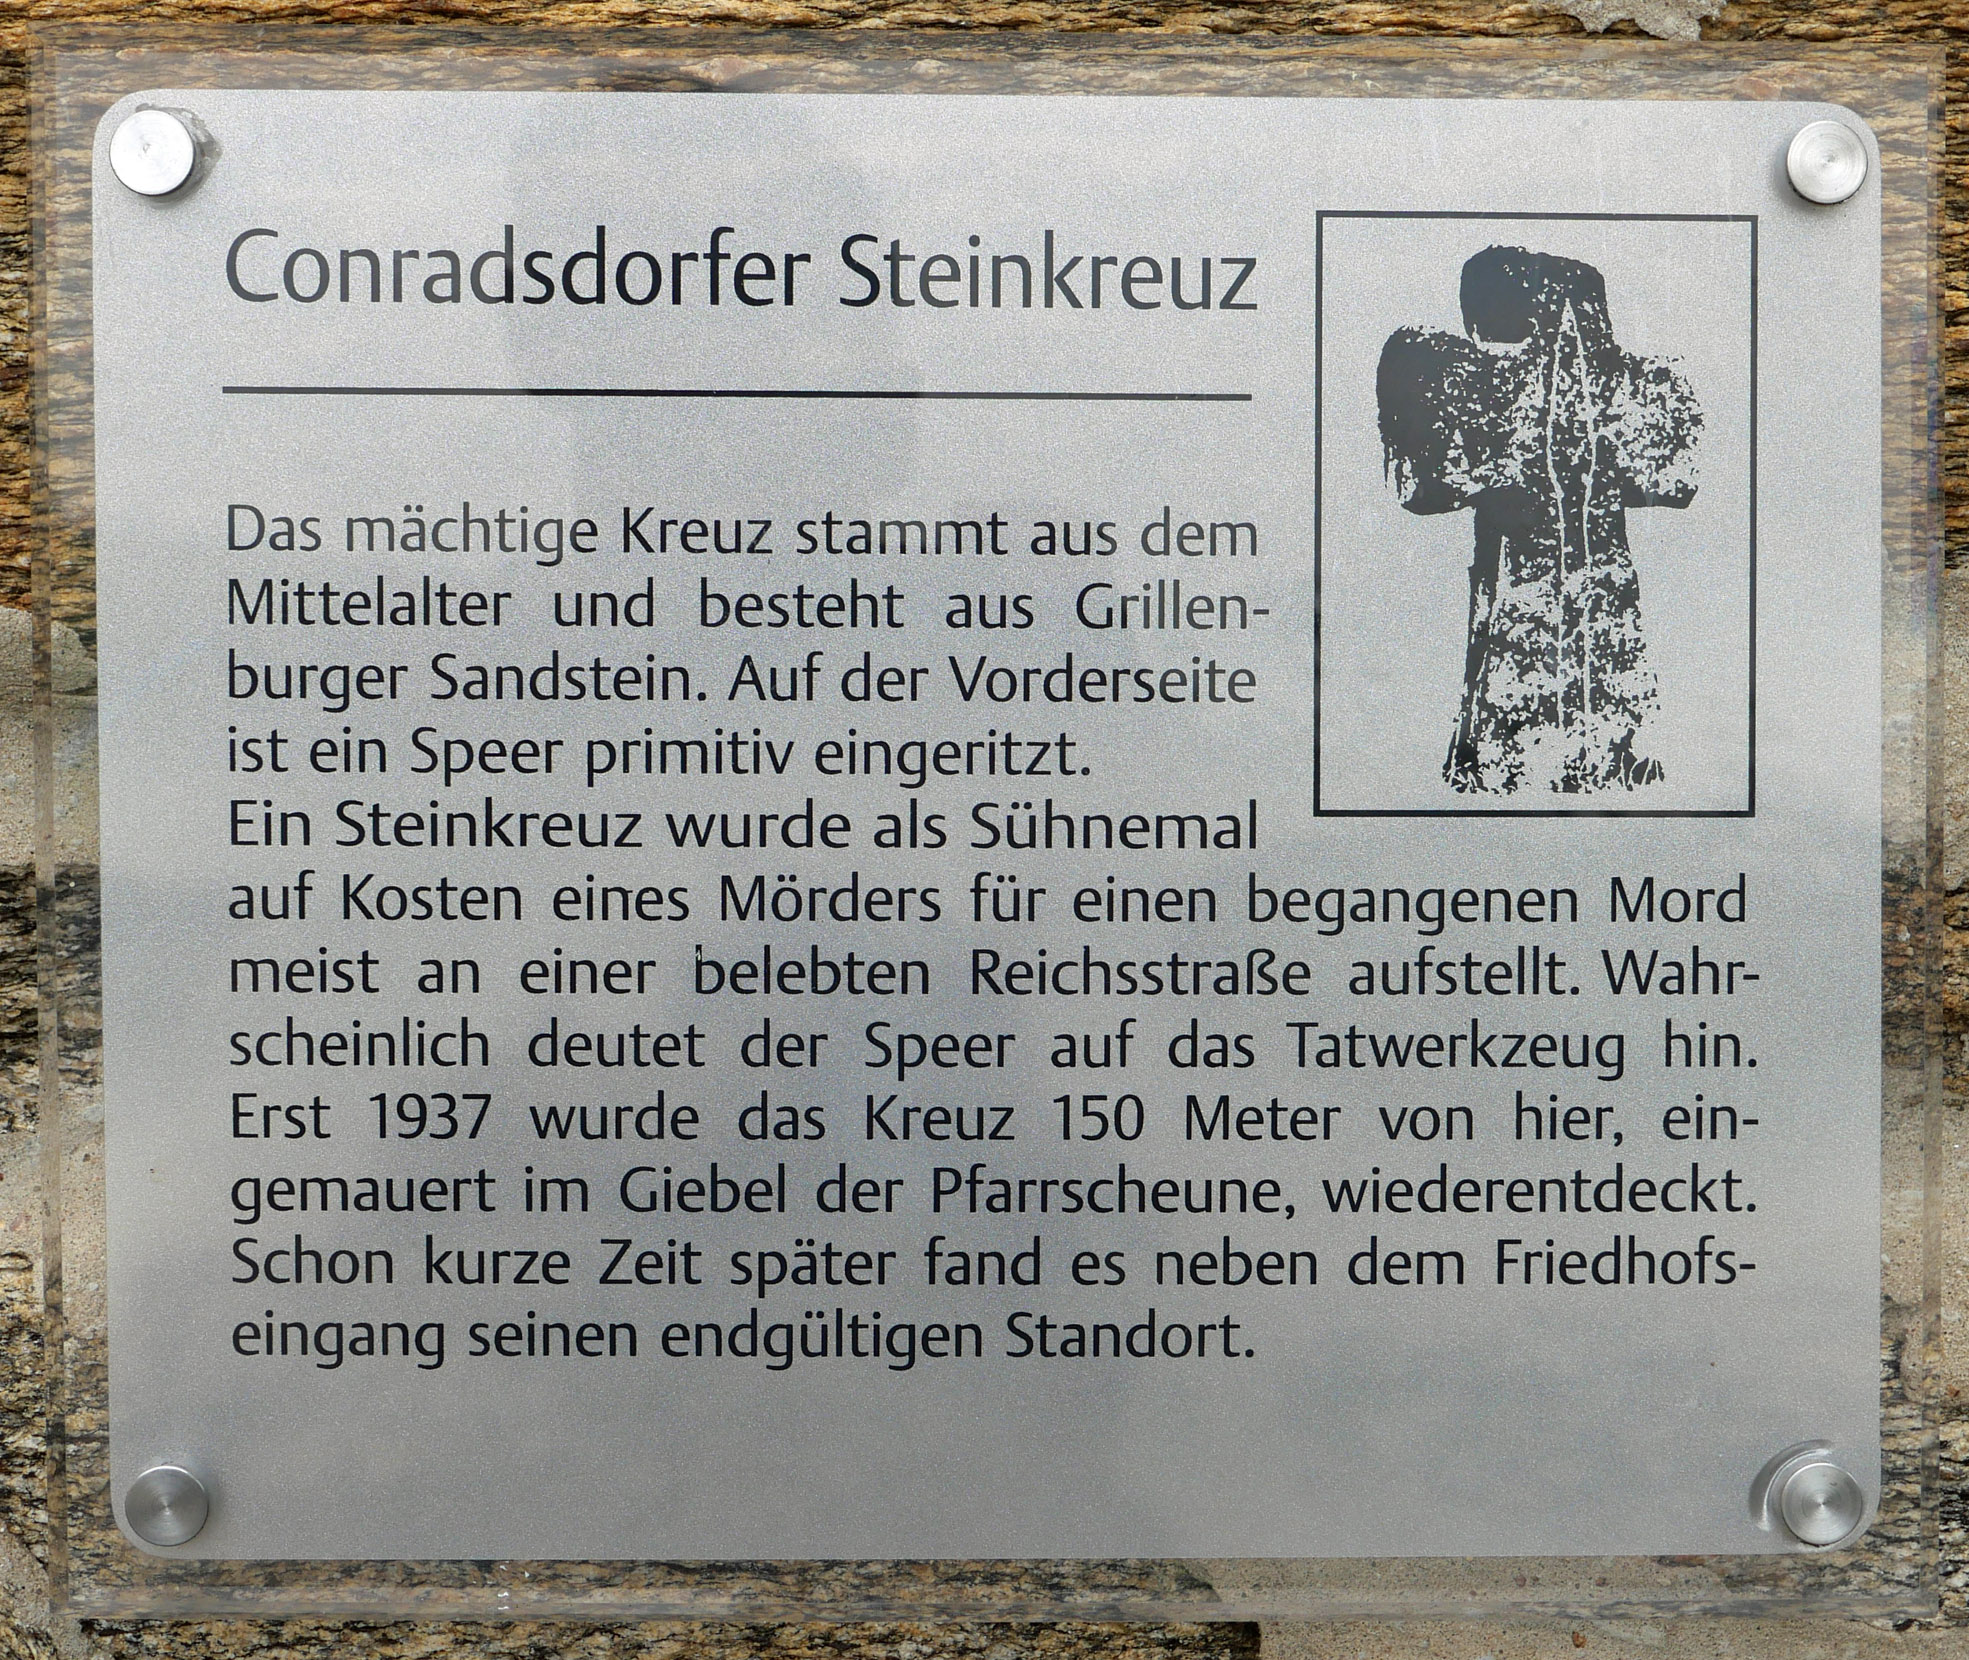 Conradsdorfer Steinkreuz
Das mächtige Kreuz stammt aus dem
Mittelalter und besteht aus Grillen-
burger Sandstein. Auf der Vorderseite
ist ein Speer primitiv eingeritzt.
Ein Steinkreuz wurde als Sühnemal
auf Kosten eines Mörders für einen begangenen Mord
meist an einer belebten Reichsstraße aufstellt. Wahr-
scheinlich deutet der Speer auf das Tatwerkzeug hin.
Erst 1937 wurde das Kreuz 150 Meter von hier, ein-
gemauert im Giebel der Pfarrscheune, wiederentdeckt.
Schon kurze Zeit später fand es neben dem Friedhofs-
eingang seinen endgültigen Standort.